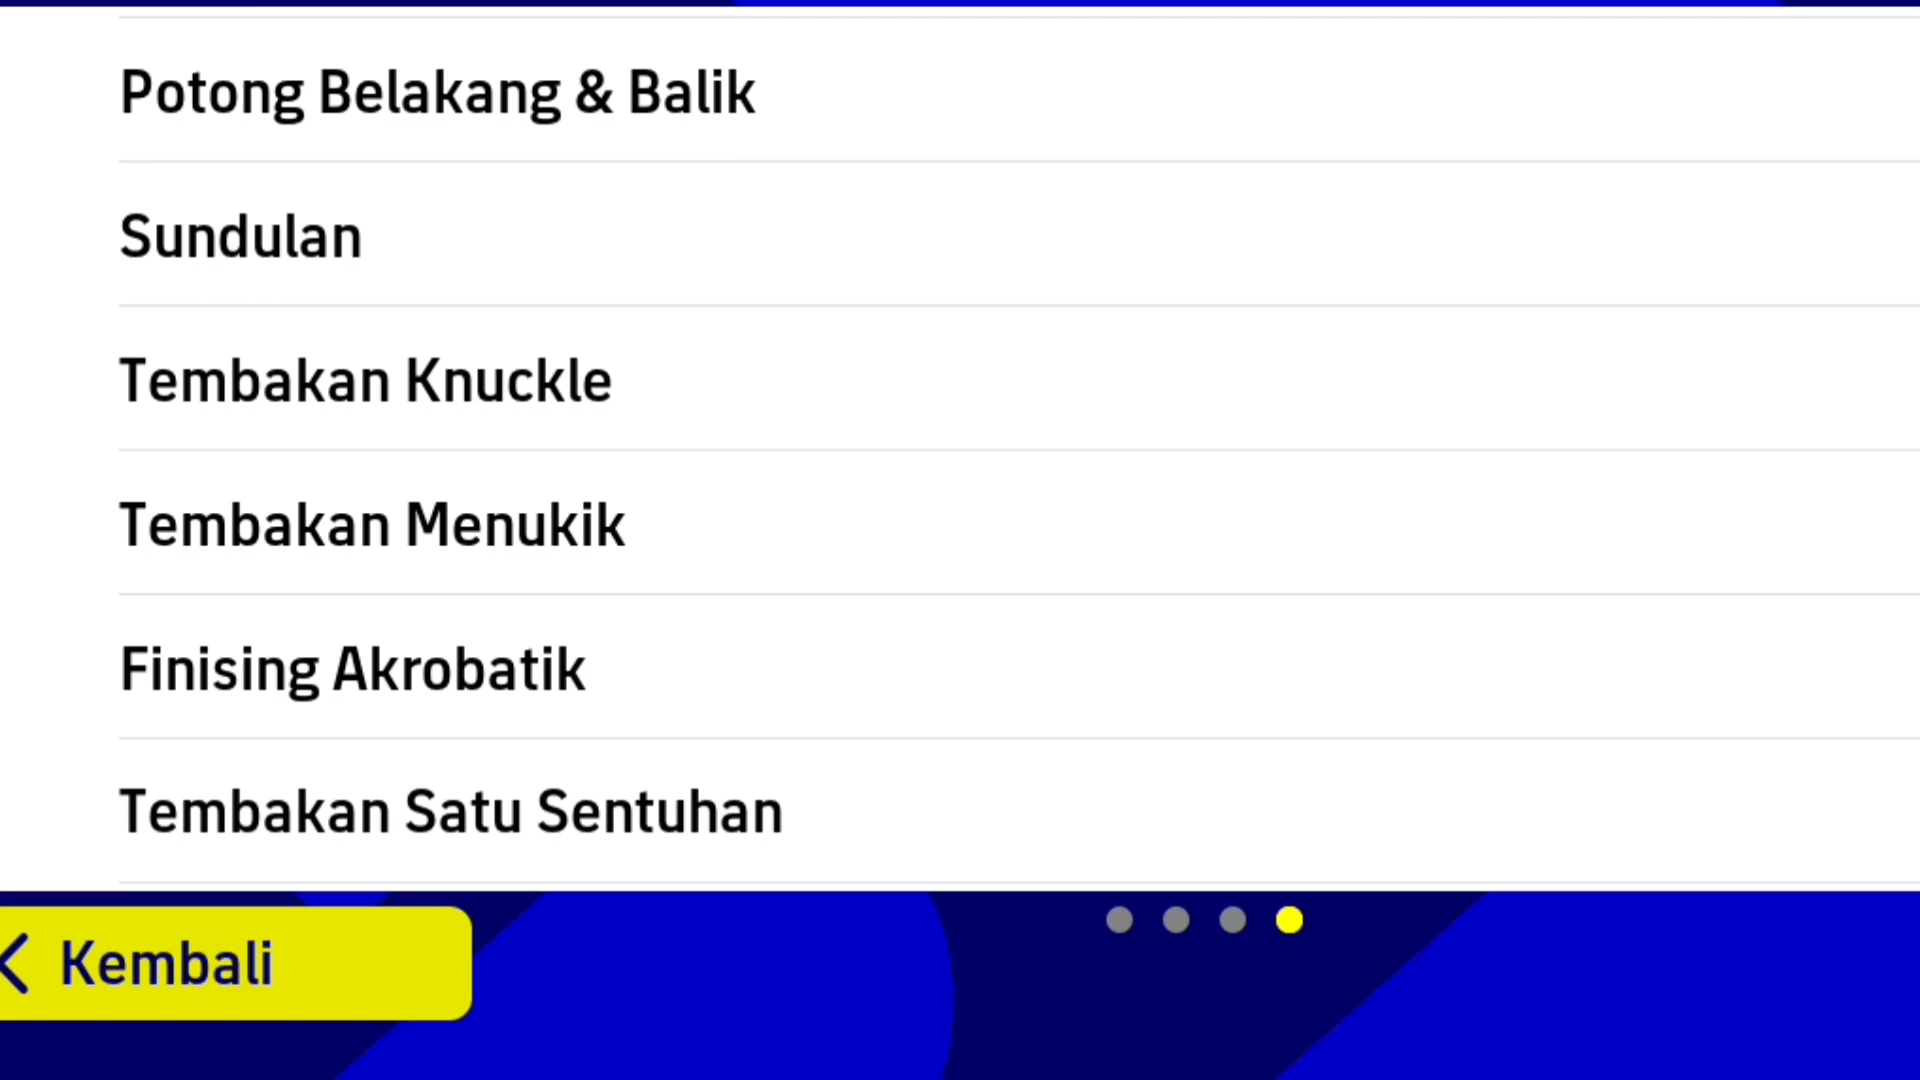 Potong Belakang & Balik
Sundulan
Tembakan Knuckle
Tembakan Menukik
Finising Akrobatik
Tembakan Satu Sentuhan
Kembali